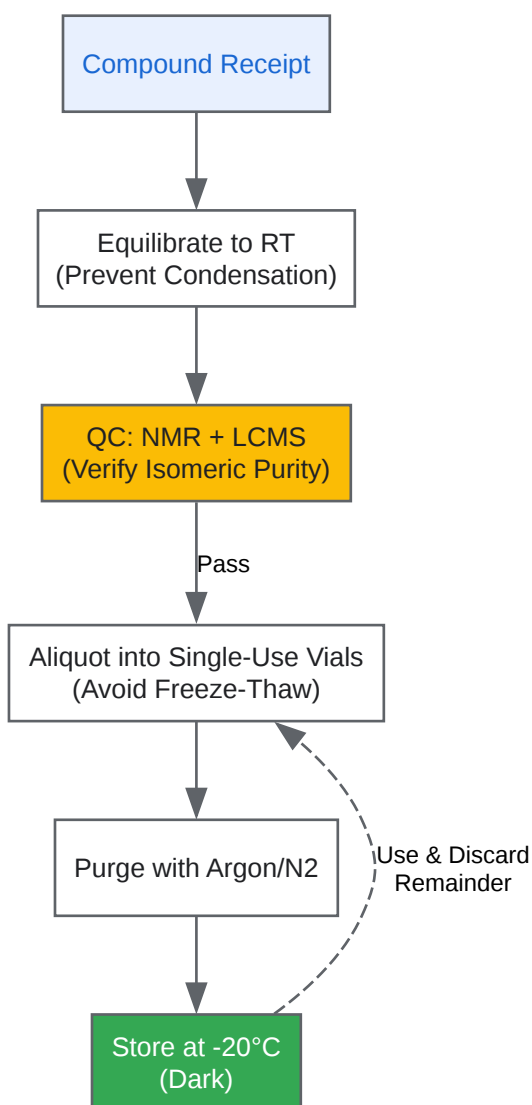 Compound Receipt
Equilibrate to RT
(Prevent Condensation)
QC: NMR + LCMS
(Verify Isomeric Purity)
Pass
Aliquot into Single-Use Vials
(Avoid Freeze-Thaw)
Purge with Argon/N2
Use & Discard
Remainder
Store at -20°C
(Dark)